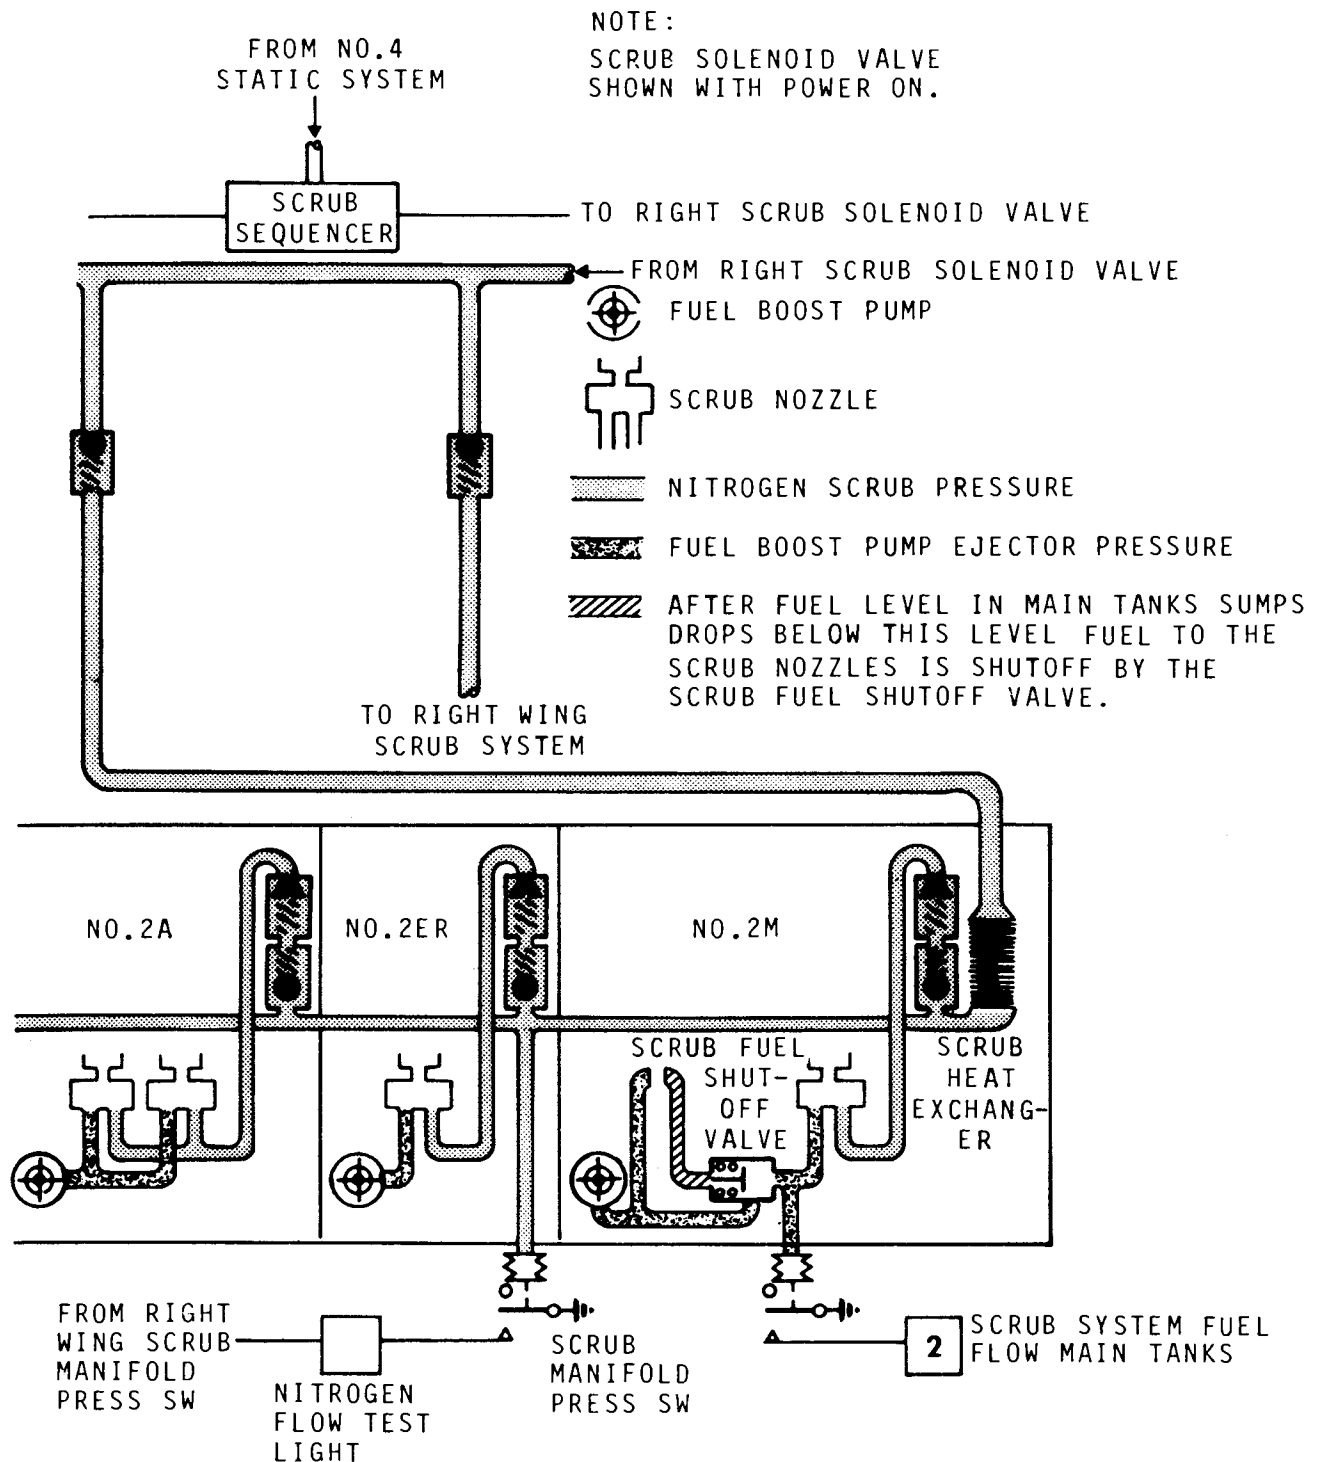 NOTE:
SCRUB SOLENOID VALVE
SHOWN WITH POWER ON.
FROM NO.4
STATIC SYSTEM
SCRUB
SEQUENCER
TO RIGHT SCRUB SOLENOID VALVE
FROM RIGHT SCRUB SOLENOID VALVE
FUEL BOOST PUMP
SCRUB NOZZLE
NITROGEN SCRUB PRESSURE
FUEL BOOST PUMP EJECTOR PRESSURE
AFTER FUEL LEVEL IN MAIN TANKS SUMPS
DROPS BELOW THIS LEVEL FUEL TO THE
SCRUB NOZZLES IS SHUTOFF BY THE
SCRUB FUEL SHUTOFF VALVE.
TO RIGHT WING
SCRUB SYSTEM
NO.2A
NO.2ER
NO.2M
SCRUB FUEL
SHUT-
OFF
VALVE
SCRUB
HEAT
EXCHANG-
ER
FROM RIGHT
WING SCRUB
MANIFOLD
PRESS SW
NITROGEN
FLOW TEST
LIGHT
SCRUB
MANIFOLD
PRESS SW
2
SCRUB SYSTEM FUEL
FLOW MAIN TANKS